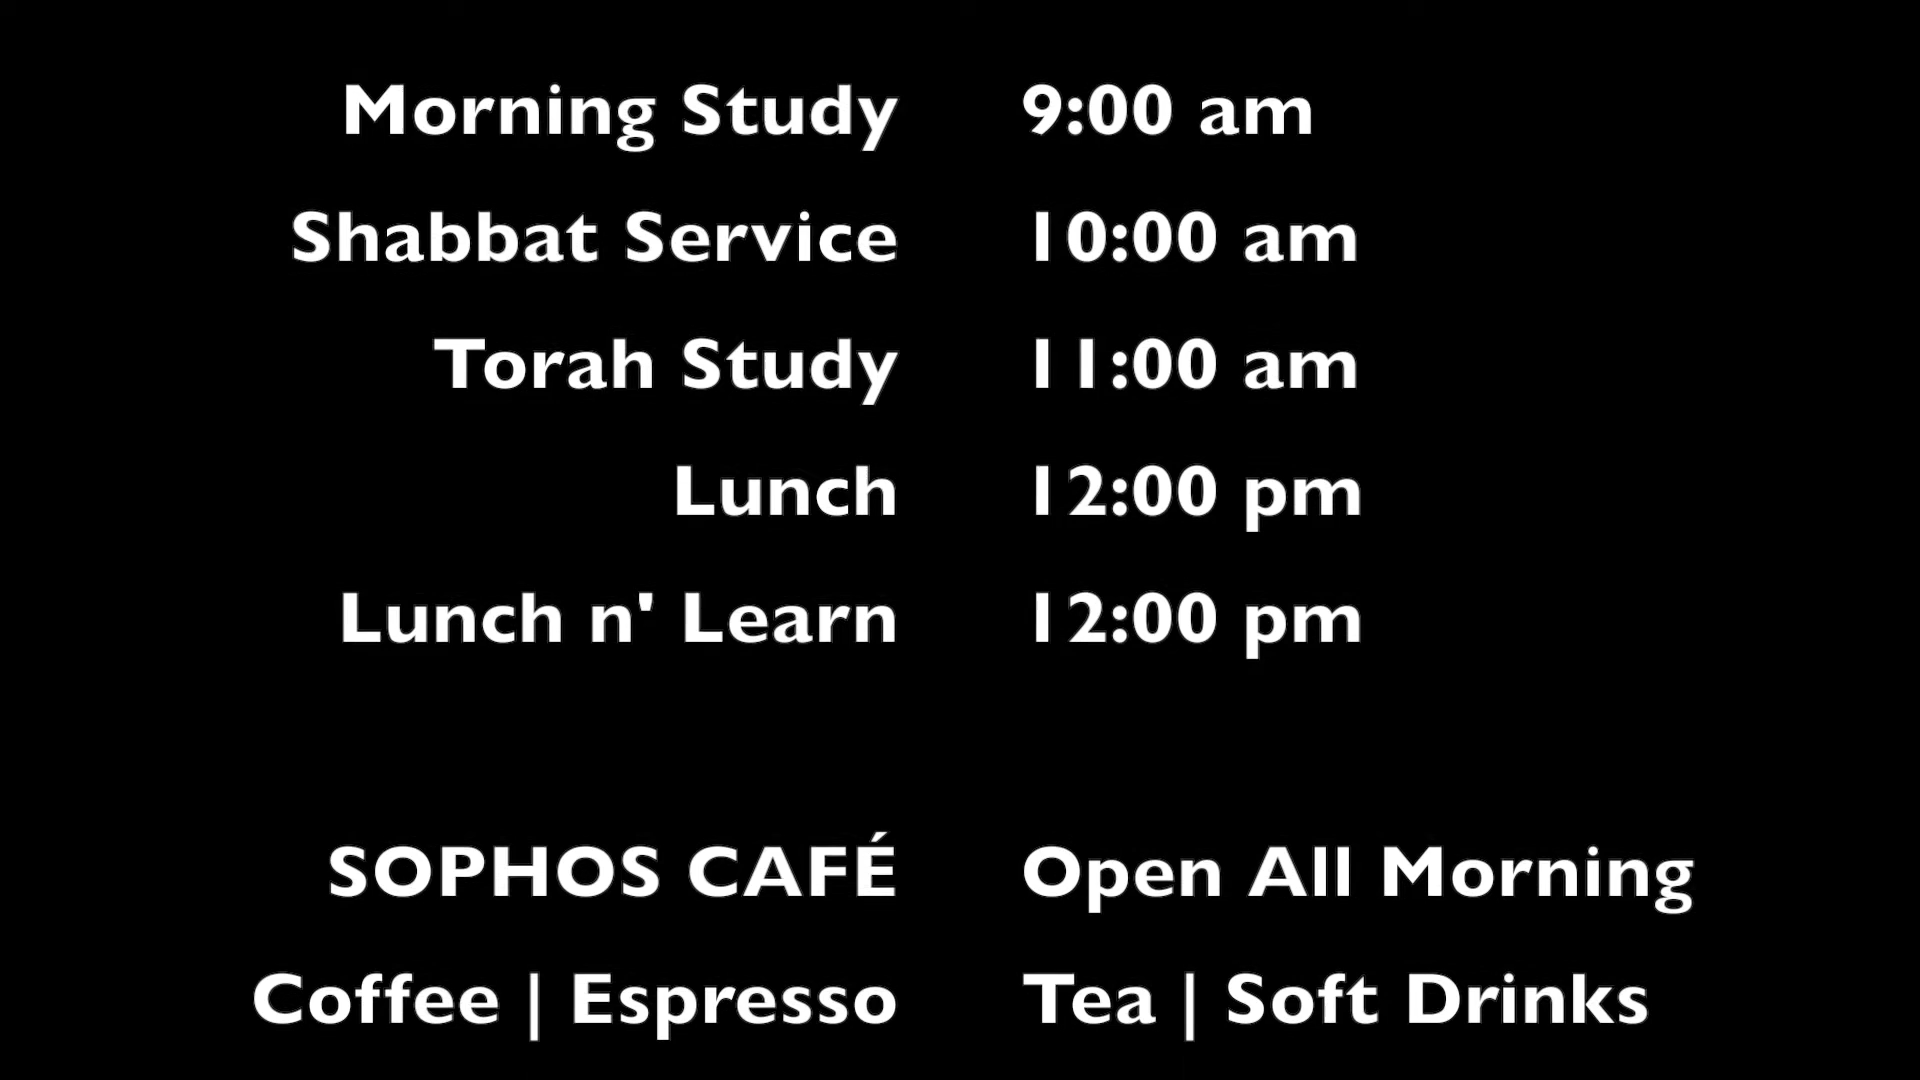 Morning Study 9:00 am
Shabbat Service 10:00 am
Torah Study 11:00 am
Lunch 12:00 pm
Lunch n' Learn 12:00 pm
SOPHOS CAFÉ Open All Morning
Coffee | Espresso Tea | Soft Drinks